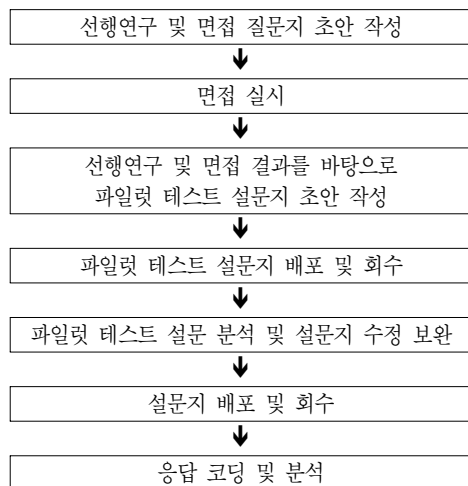 선행연구 및 면접 질문지 초안 작성
면접 실시
선행연구 및 면접 결과를 바탕으로
파일럿 테스트 설문지 초안 작성
파일럿 테스트 설문지 배포 및 회수
파일럿 테스트 설문 분석 및 설문지 수정 보완
설문지 배포 및 회수
응답 코딩 및 분석